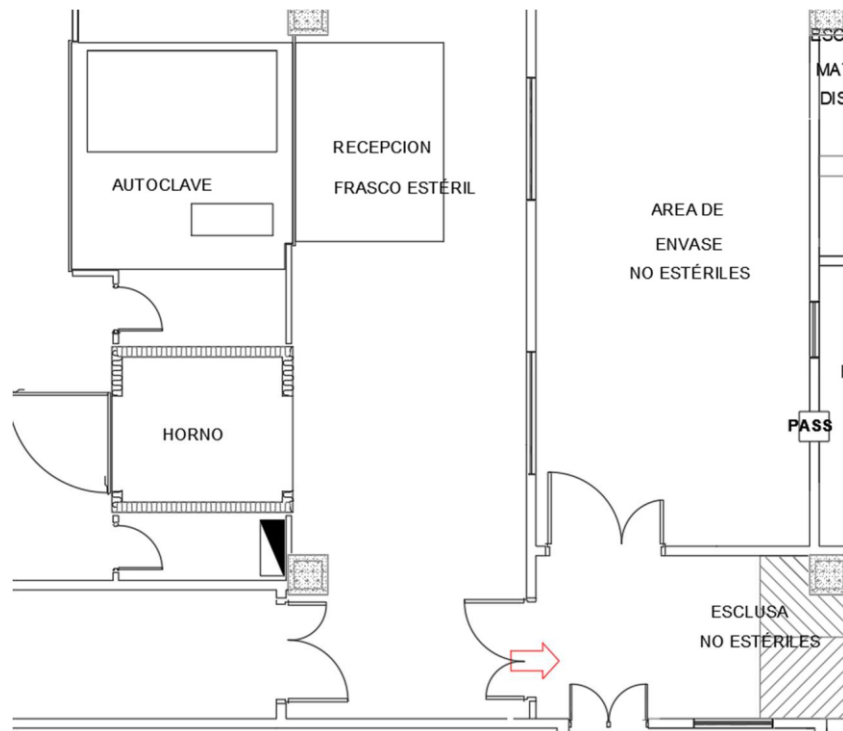 AUTOCLAVE
RECEPCION
FRASCO ESTÉRIL
HORNO
AREA DE
ENVASE
NO ESTÉRILES
PASS
ESCLUSA
NO ESTÉRILES